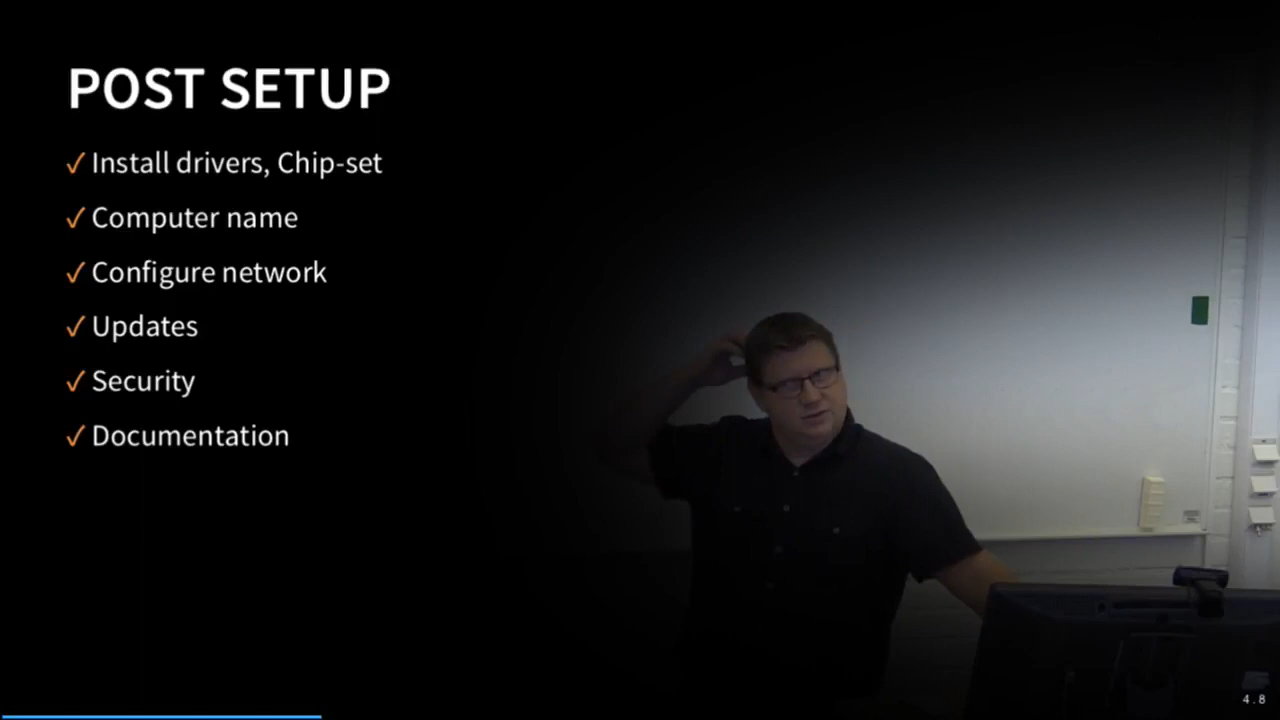 POST SETUP
✓ Install drivers, Chip-set
✓ Computer name
✓ Configure network
✓ Updates
✓ Security
✓ Documentation
4.8